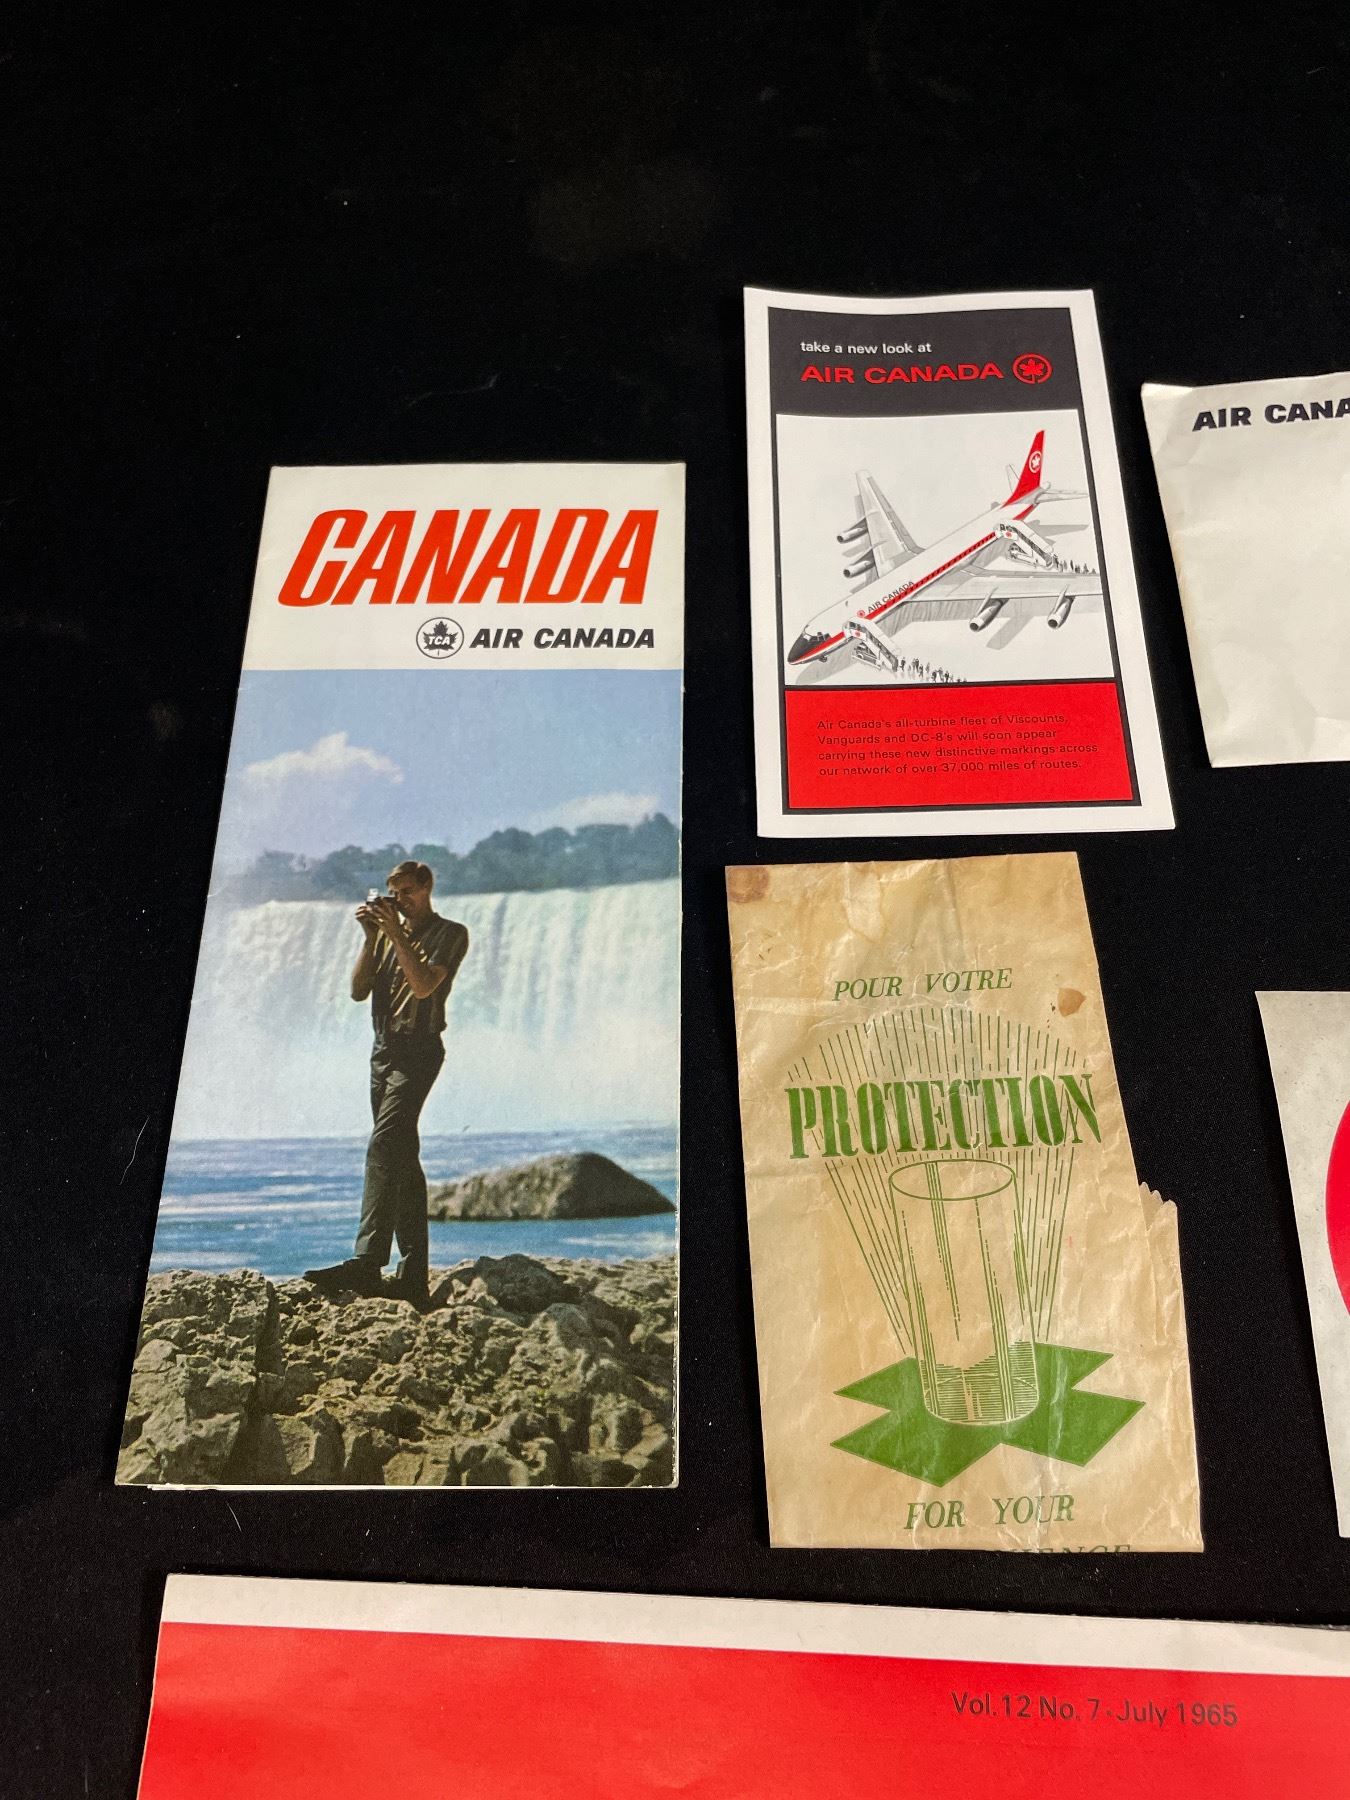 CANADA
TCA AIR CANADA
take a new look at
AIR CANADA
AIR CANADA
Air Canada's all-turbine fleet of Viscounts,
Vanguards and DC-8's will soon appear
carrying these new distinctive markings across
our network of over 37,000 miles of routes.
AIR CANA
POUR VOTRE
PROTECTION
FOR YOUR
Vol.12 No.7-July 1965